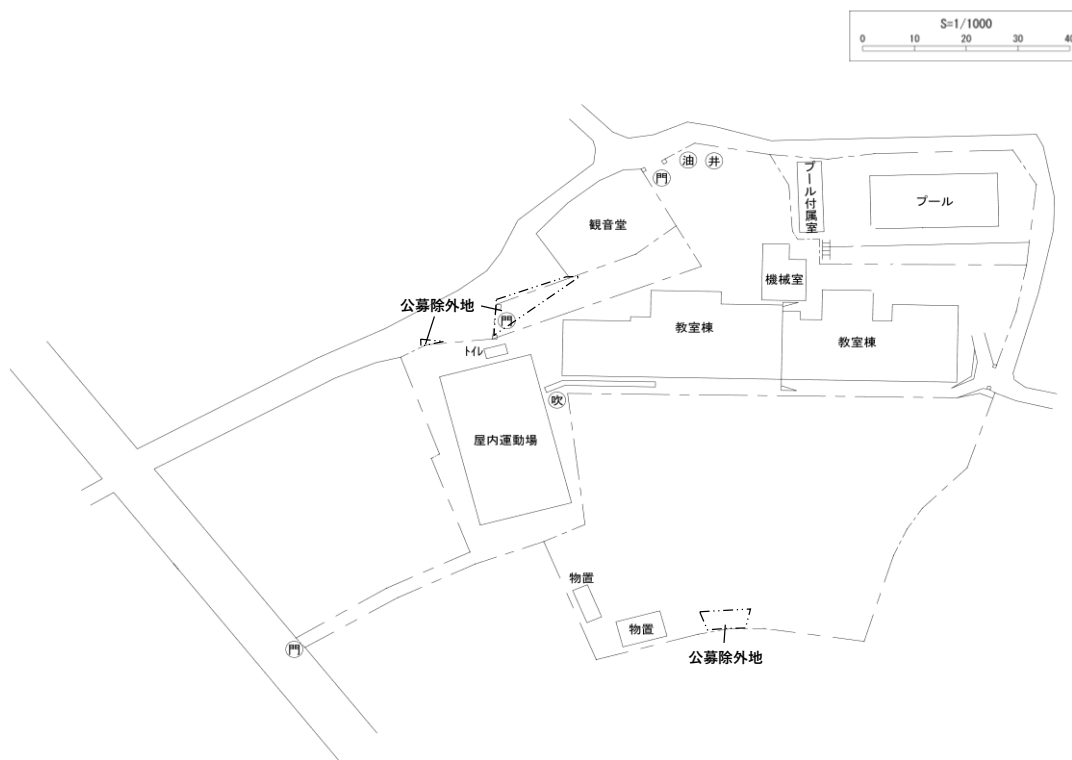 S=1/1000
0 10 20 30 40
油 井
門
プール付属室
プール
観音堂
機械室
公募除外地
門
教室棟
教室棟
トイレ
吹
屋内運動場
物置
物置
門
公募除外地